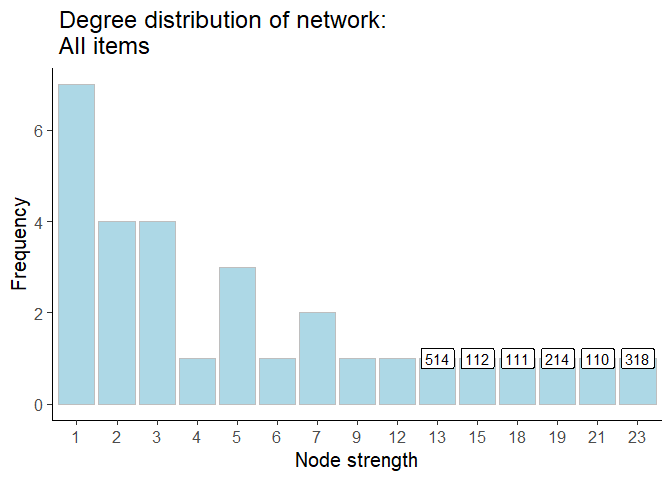 Degree distribution of network:
All items
Frequency
6
4
2
0
514 112 111 214 110 318
1 2 3 4 5 6 7 9 12 13 15 18 19 21 23
Node strength